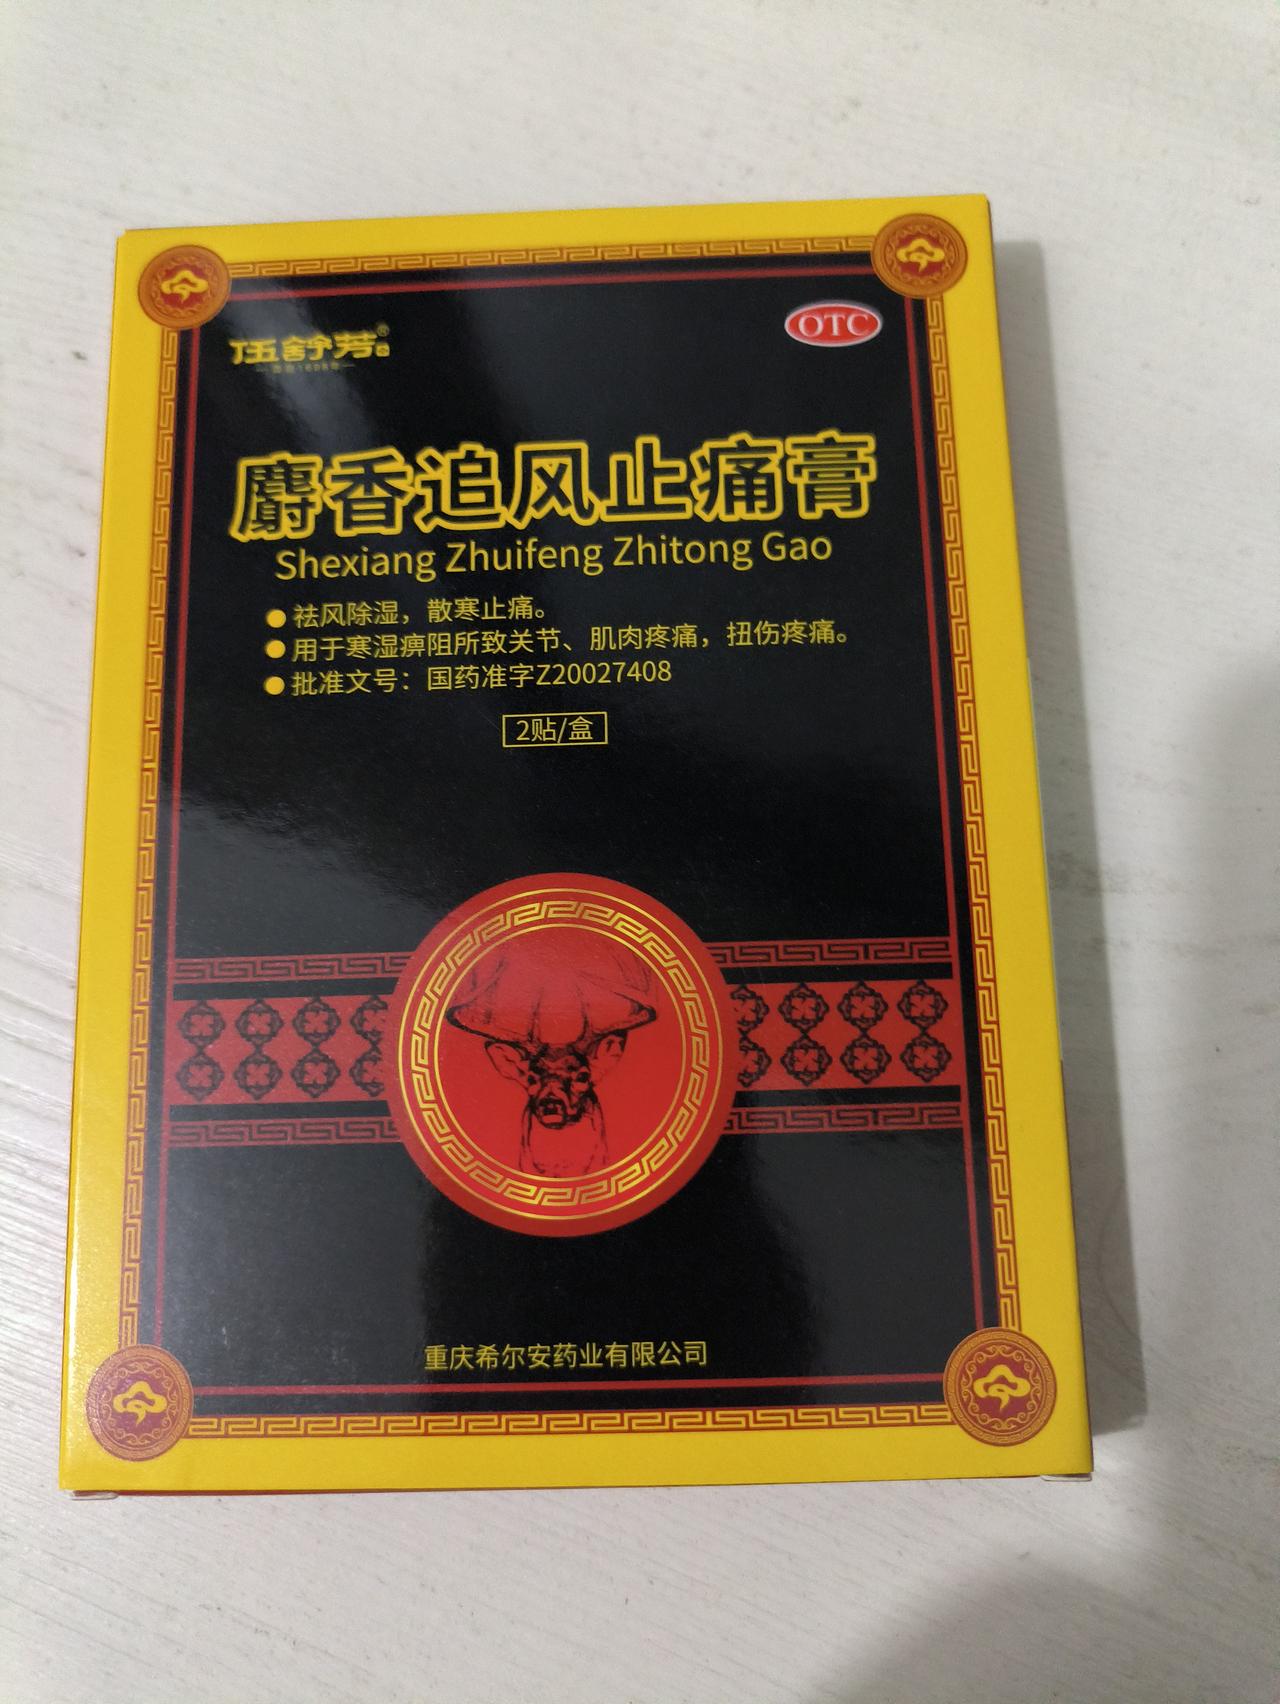 伍舒芳®
OTC
麝香追风止痛膏
Shexiang Zhuifeng Zhitong Gao
●祛风除湿，散寒止痛。
●用于寒湿痹阻所致关节、肌肉疼痛，扭伤疼痛。
●批准文号：国药准字Z20027408
2贴/盒
重庆希尔安药业有限公司